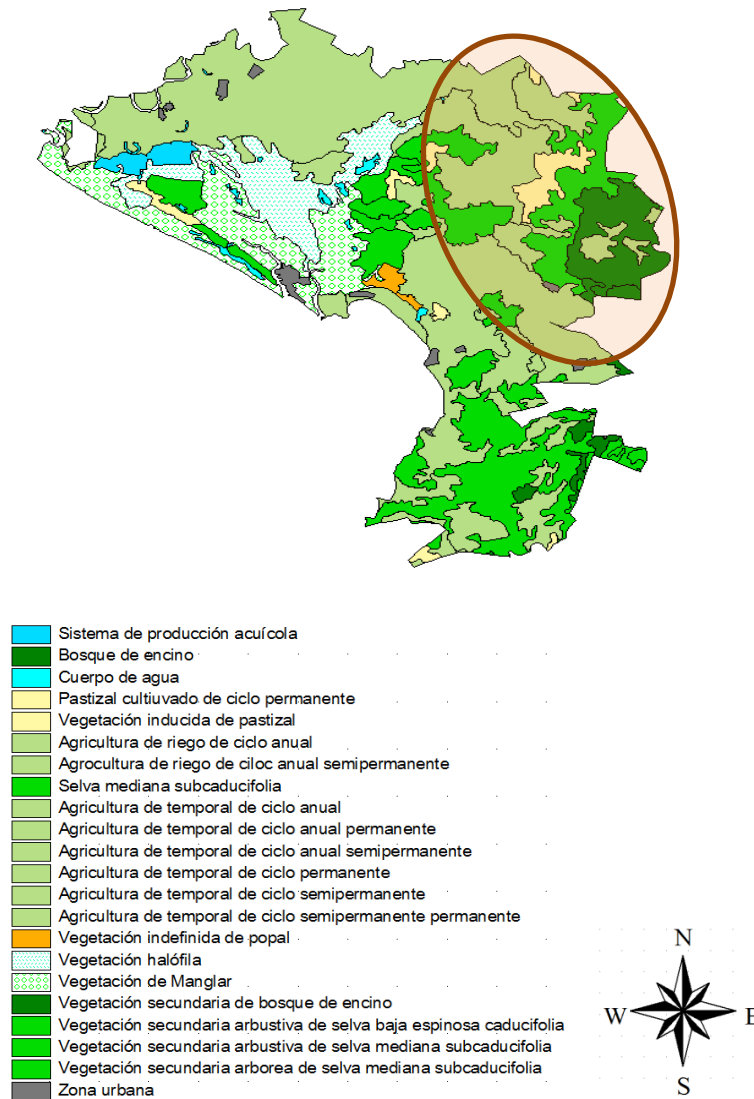 Sistema de producción acuícola
Bosque de encino
Cuerpo de agua
Pastizal cultiuvado de ciclo permanente
Vegetación inducida de pastizal
Agricultura de riego de ciclo anual
Agrocultura de riego de ciloc anual semipermanente
Selva mediana subcaducifolia
Agricultura de temporal de ciclo anual
Agricultura de temporal de ciclo anual permanente
Agricultura de temporal de ciclo anual semipermanente
Agricultura de temporal de ciclo permanente
Agricultura de temporal de ciclo semipermanente
Agricultura de temporal de ciclo semipermanente permanente
Vegetación indefinida de popal
Vegetación halófila
Vegetación de Manglar
Vegetación secundaria de bosque de encino
Vegetación secundaria arbustiva de selva baja espinosa caducifolia
Vegetación secundaria arbustiva de selva mediana subcaducifolia
Vegetación secundaria arborea de selva mediana subcaducifolia
Zona urbana
N
W E
S